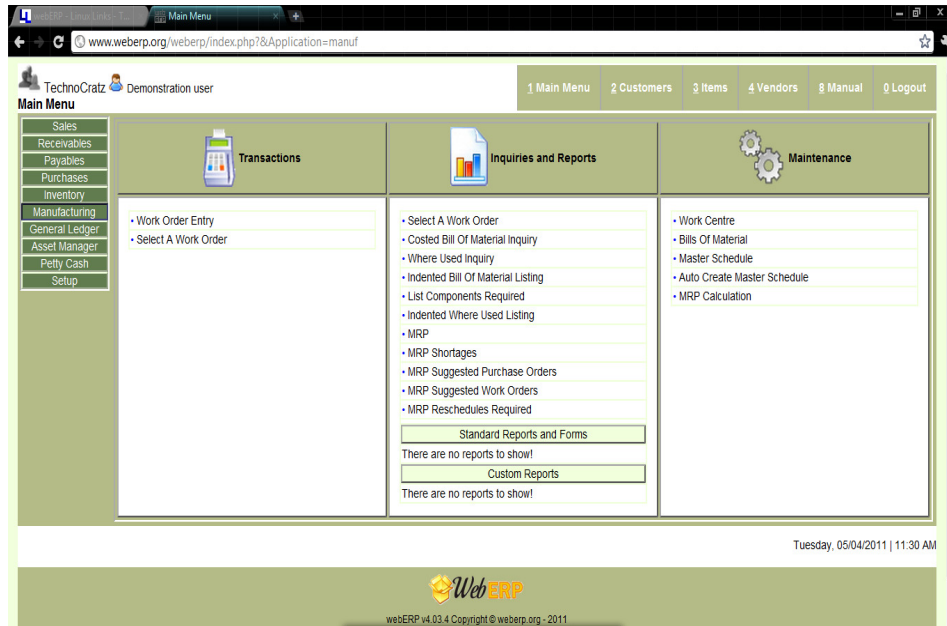 webERP - Linux Links - T...
Main Menu
www.weberp.org/weberp/index.php?&Application=manuf
TechnoCratz Demonstration user
1 Main Menu 2 Customers 3 Items 4 Vendors 8 Manual 0 Logout
Main Menu
Sales
Receivables
Payables
Purchases
Inventory
Manufacturing
General Ledger
Asset Manager
Petty Cash
Setup
Transactions
• Work Order Entry
• Select A Work Order
Inquiries and Reports
• Select A Work Order
• Costed Bill Of Material Inquiry
• Where Used Inquiry
• Indented Bill Of Material Listing
• List Components Required
• Indented Where Used Listing
• MRP
• MRP Shortages
• MRP Suggested Purchase Orders
• MRP Suggested Work Orders
• MRP Reschedules Required
Standard Reports and Forms
There are no reports to show!
Custom Reports
There are no reports to show!
Maintenance
• Work Centre
• Bills Of Material
• Master Schedule
• Auto Create Master Schedule
• MRP Calculation
Tuesday, 05/04/2011 | 11:30 AM
WebERP
webERP v4.03.4 Copyright © weberp.org - 2011